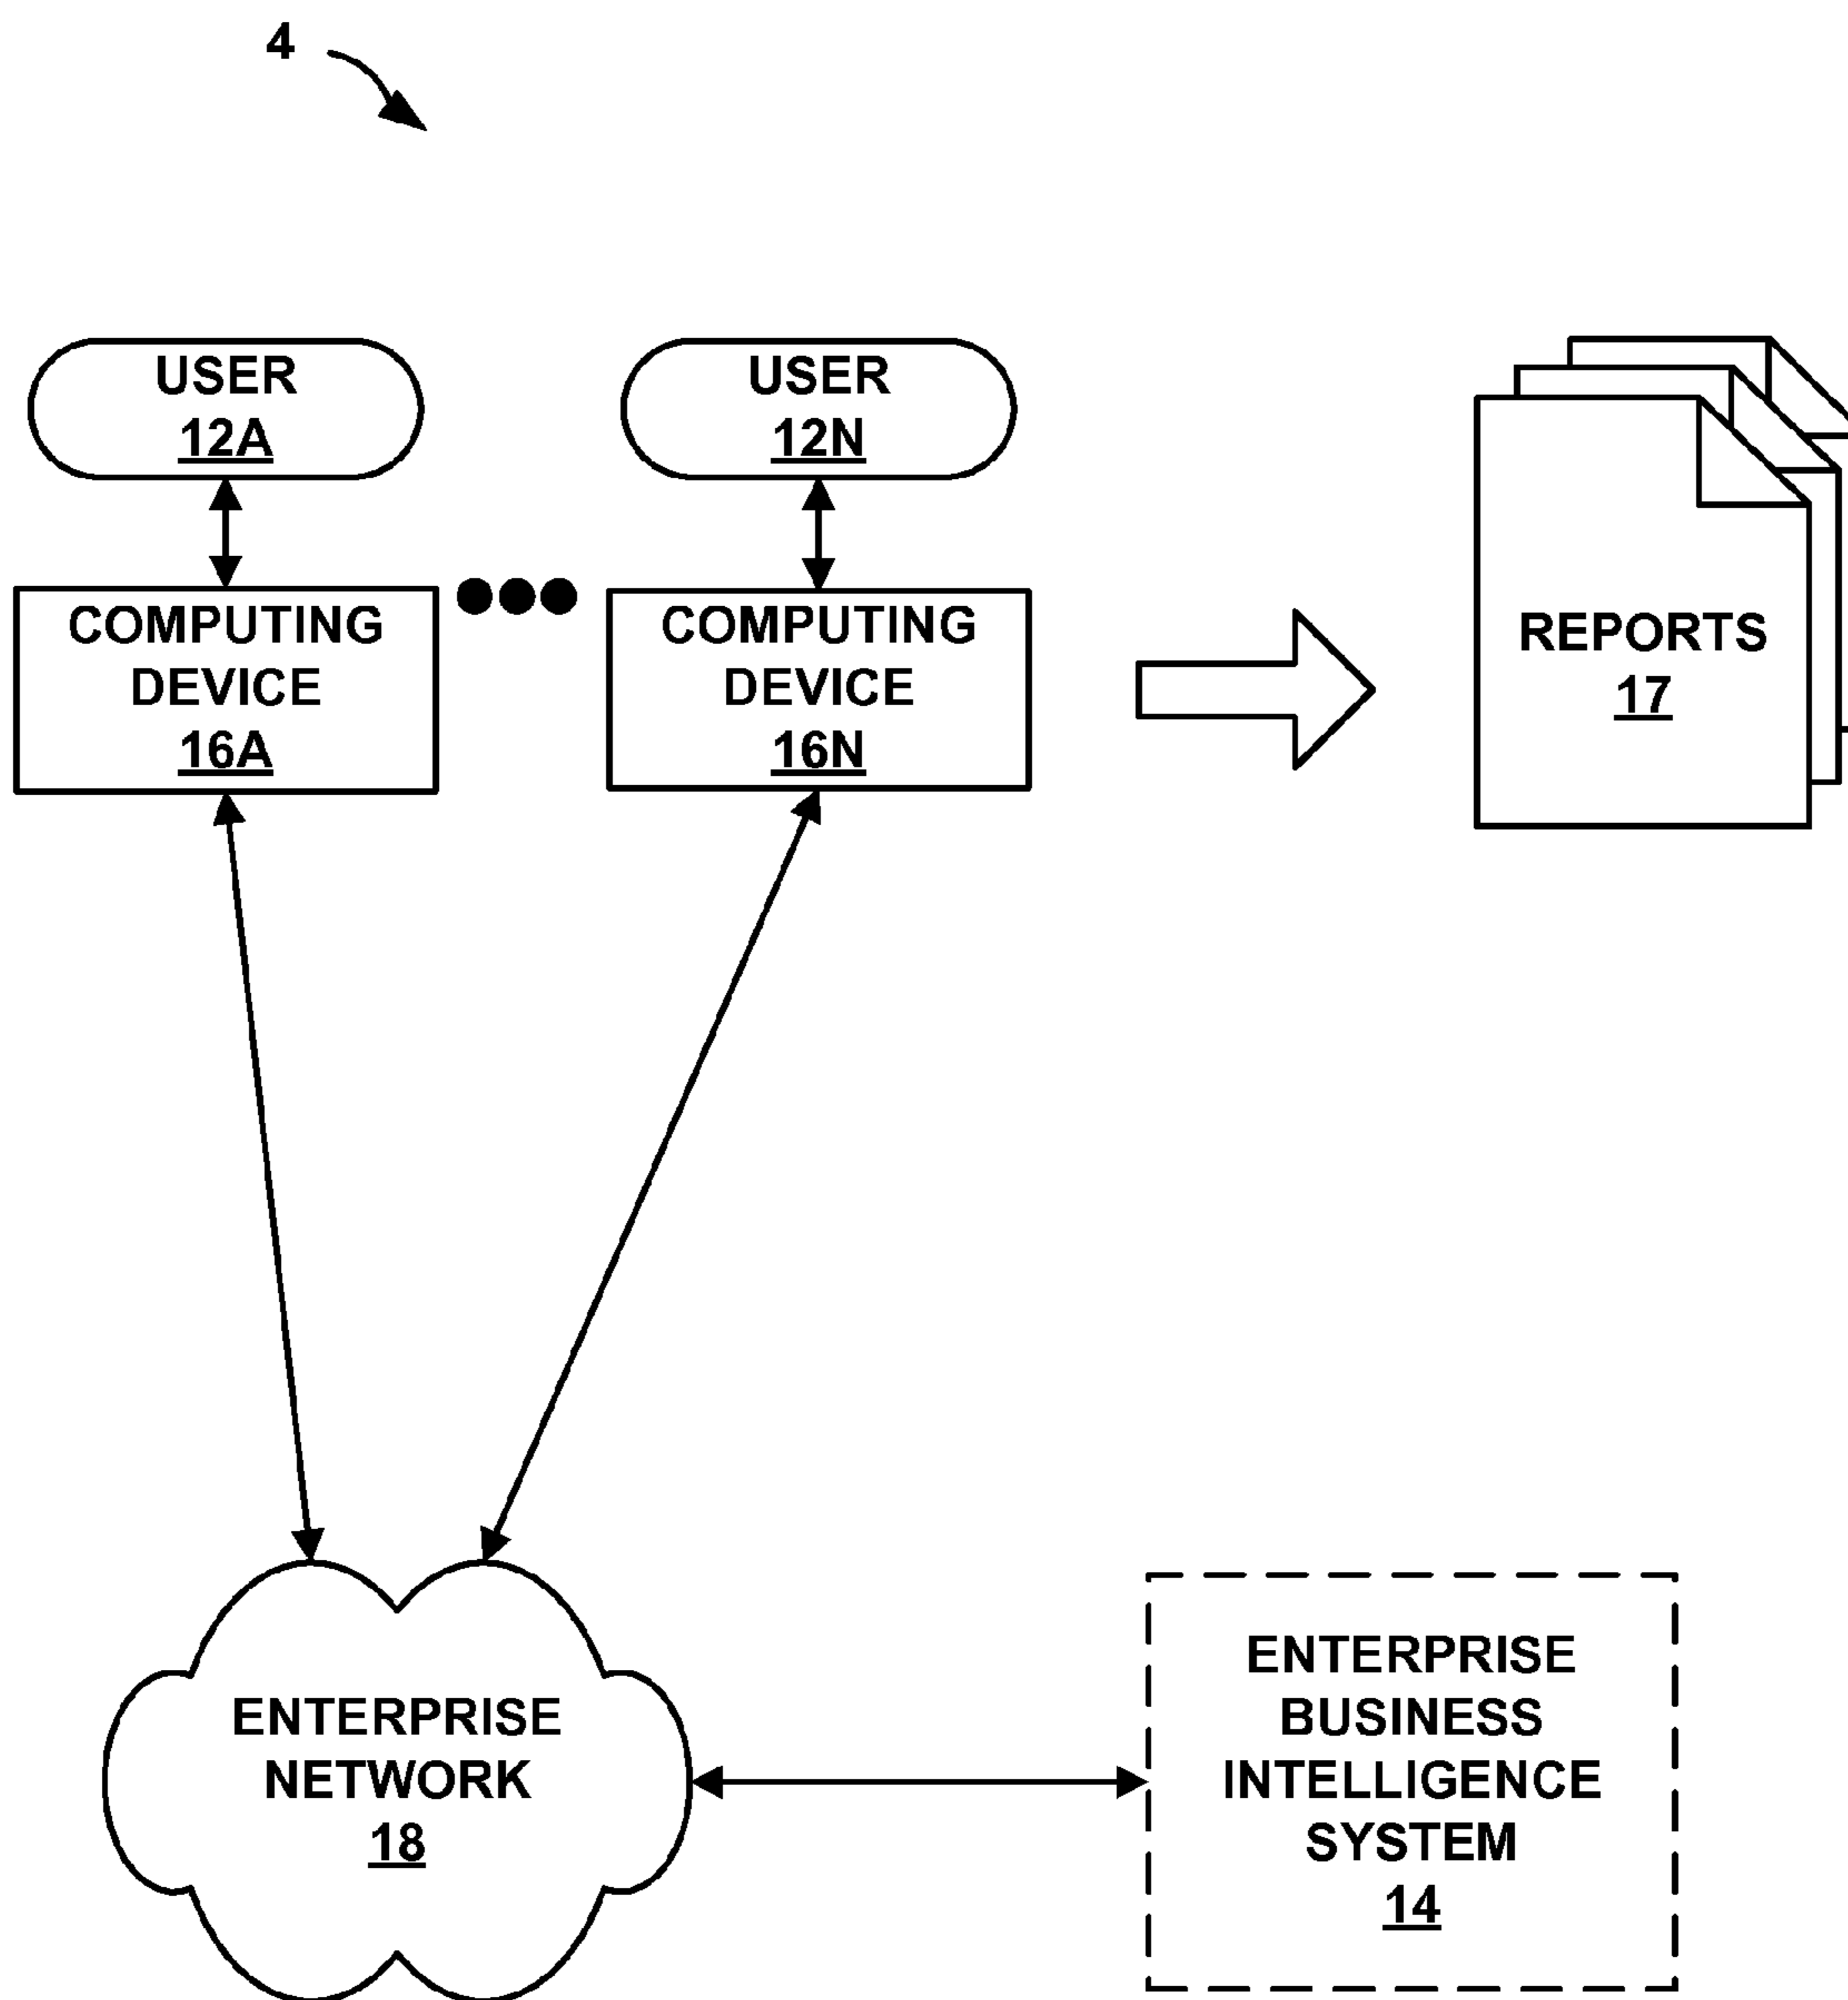 4
USER
12A
USER
12N
COMPUTING
DEVICE
16A
COMPUTING
DEVICE
16N
REPORTS
17
ENTERPRISE
NETWORK
18
ENTERPRISE
BUSINESS
INTELLIGENCE
SYSTEM
14